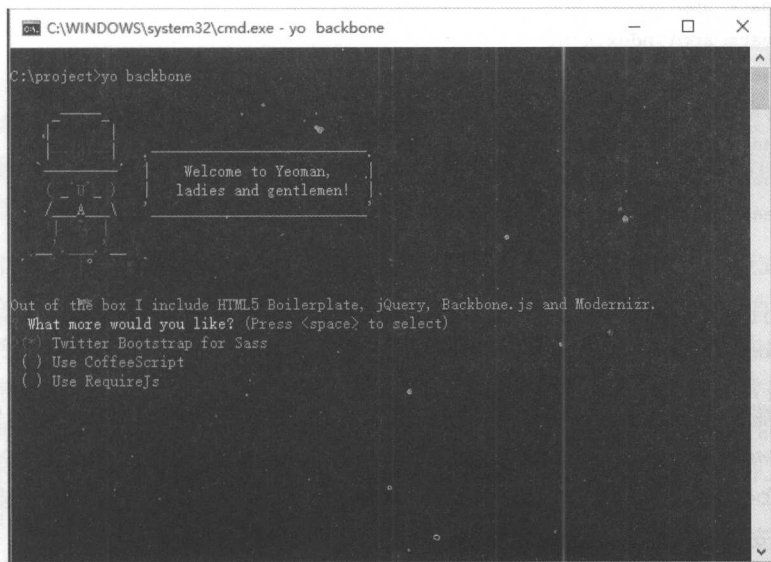 C:\WINDOWS\system32\cmd.exe - yo backbone
C:\project>yo backbone
Welcome to Yeoman,
ladies and gentlemen!
Out of the box I include HTML5 Boilerplate, jQuery, Backbone.js and Modernizr.
? What more would you like? (Press <space> to select)
(*) Twitter Bootstrap for Sass
( ) Use CoffeeScript
( ) Use RequireJs